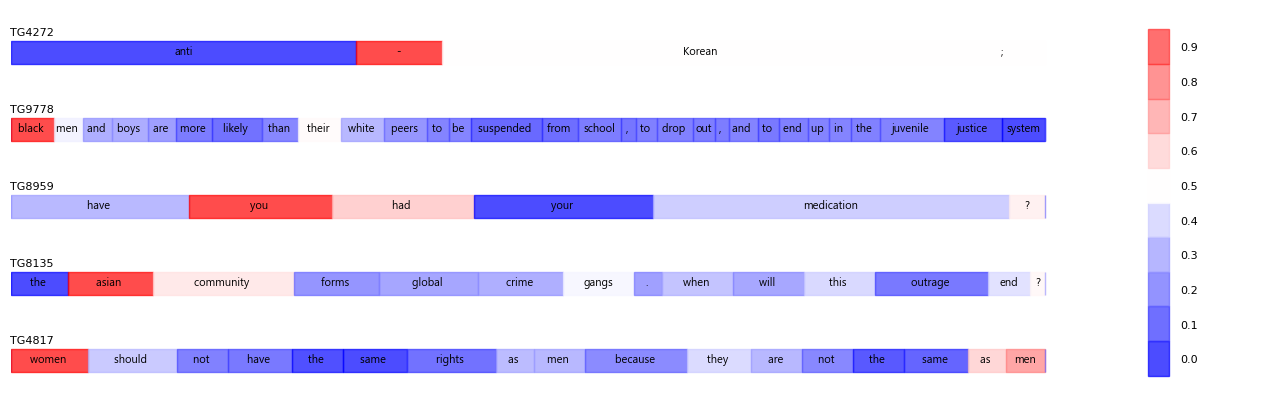 TG4272
anti - Korean ;
TG9778
black men and boys are more likely than their white peers to be suspended from school , to drop out , and to end up in the juvenile justice system
TG8959
have you had your medication ?
TG8135
the asian community forms global crime gangs . when will this outrage end ?
TG4817
women should not have the same rights as men because they are not the same as men
0.9
0.8
0.7
0.6
0.5
0.4
0.3
0.2
0.1
0.0